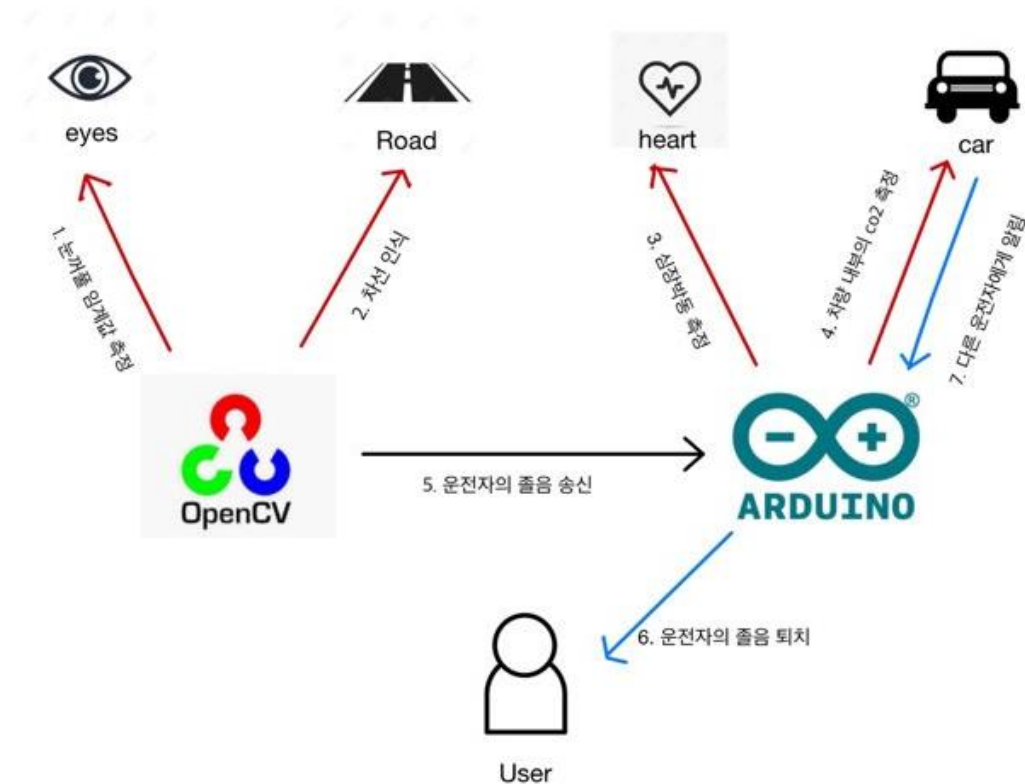 eyes
Road
heart
car
1. 눈꺼풀 임계값 측정
2. 차선 인식
3. 심장박동 측정
4. 차량 내부의 co2 측정
7. 다른 운전자에게 알림
OpenCV
5. 운전자의 졸음 송신
®
ARDUINO
6. 운전자의 졸음 퇴치
User